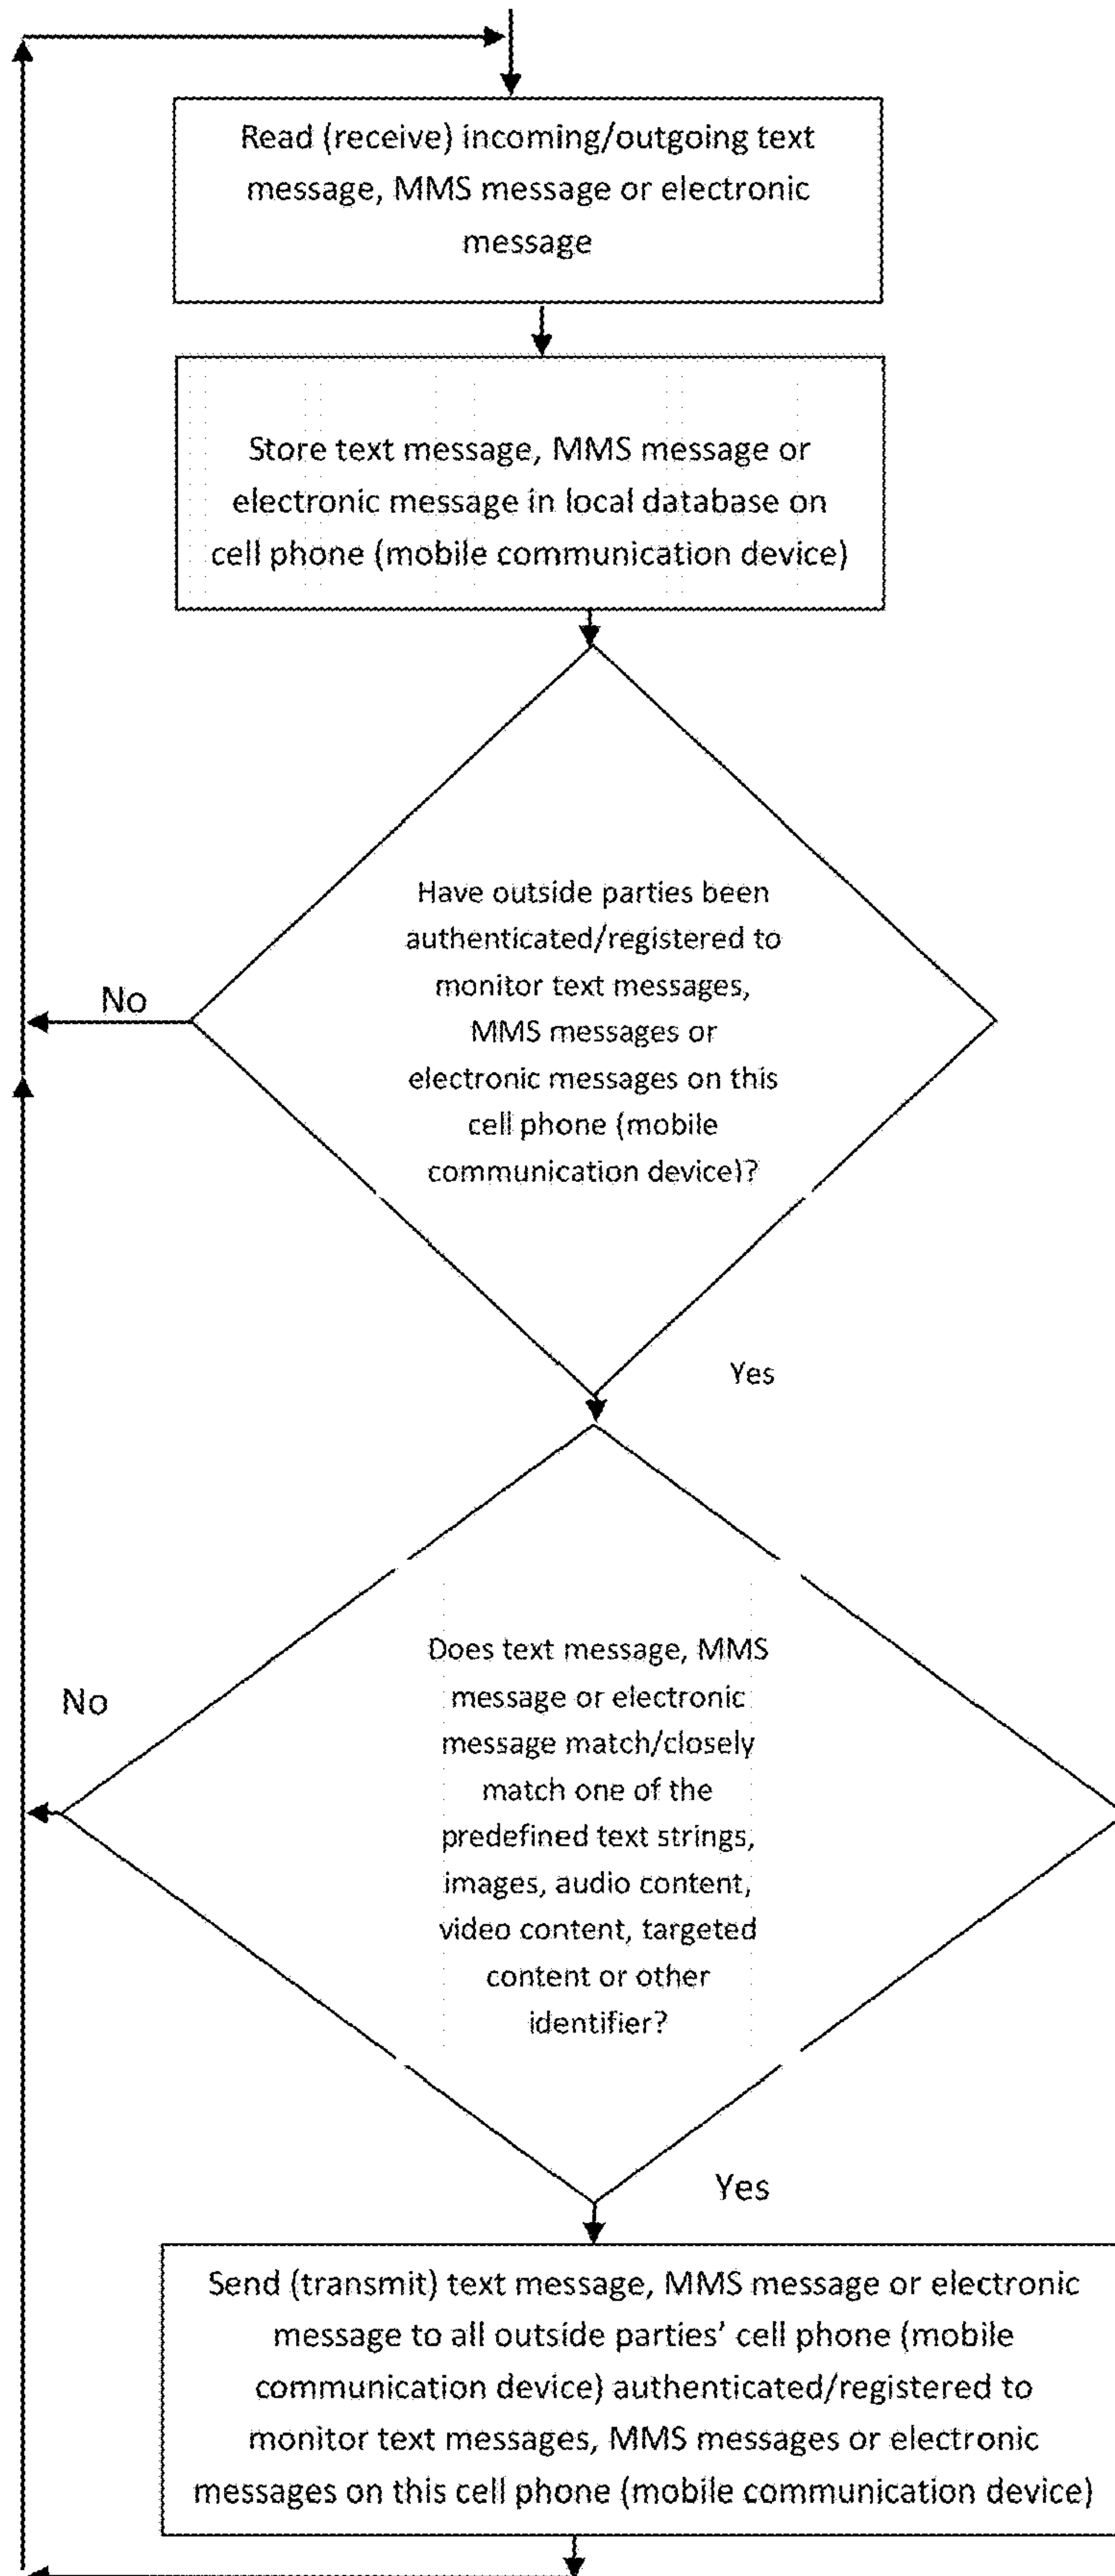 Read (receive) incoming/outgoing text
message, MMS message or electronic
message
Store text message, MMS message or
electronic message in local database on
cell phone (mobile communication device)
Have outside parties been
authenticated/registered to
monitor text messages,
MMS messages or
electronic messages on this
cell phone (mobile
communication device)?
No
Yes
Does text message, MMS
message or electronic
message match/closely
match one of the
predefined text strings,
images, audio content,
video content, targeted
content or other
identifier?
No
Yes
Send (transmit) text message, MMS message or electronic
message to all outside parties' cell phone (mobile
communication device) authenticated/registered to
monitor text messages, MMS messages or electronic
messages on this cell phone (mobile communication device)